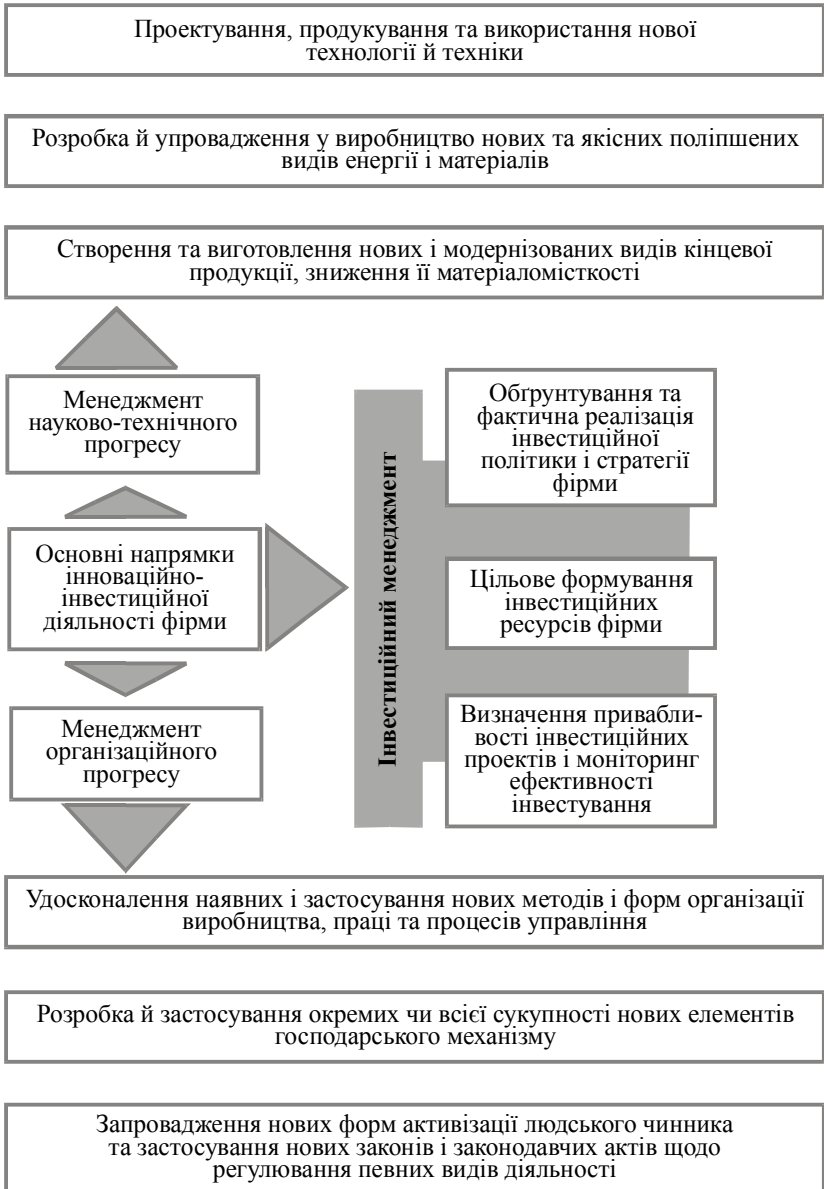 Проектування, продукування та використання нової
технології й техніки
Розробка й упровадження у виробництво нових та якісних поліпшених
видів енергії і матеріалів
Створення та виготовлення нових і модернізованих видів кінцевої
продукції, зниження її матеріаломісткості
Менеджмент
науково-технічного
прогресу
Основні напрямки
інноваційно-
інвестиційної
діяльності фірми
Менеджмент
організаційного
прогресу
Інвестиційний менеджмент
Обґрунтування та
фактична реалізація
інвестиційної
політики і стратегії
фірми
Цільове формування
інвестиційних
ресурсів фірми
Визначення привабли-
вості інвестиційних
проектів і моніторинг
ефективності
інвестування
Удосконалення наявних і застосування нових методів і форм організації
виробництва, праці та процесів управління
Розробка й застосування окремих чи всієї сукупності нових елементів
господарського механізму
Запровадження нових форм активізації людського чинника
та застосування нових законів і законодавчих актів щодо
регулювання певних видів діяльності